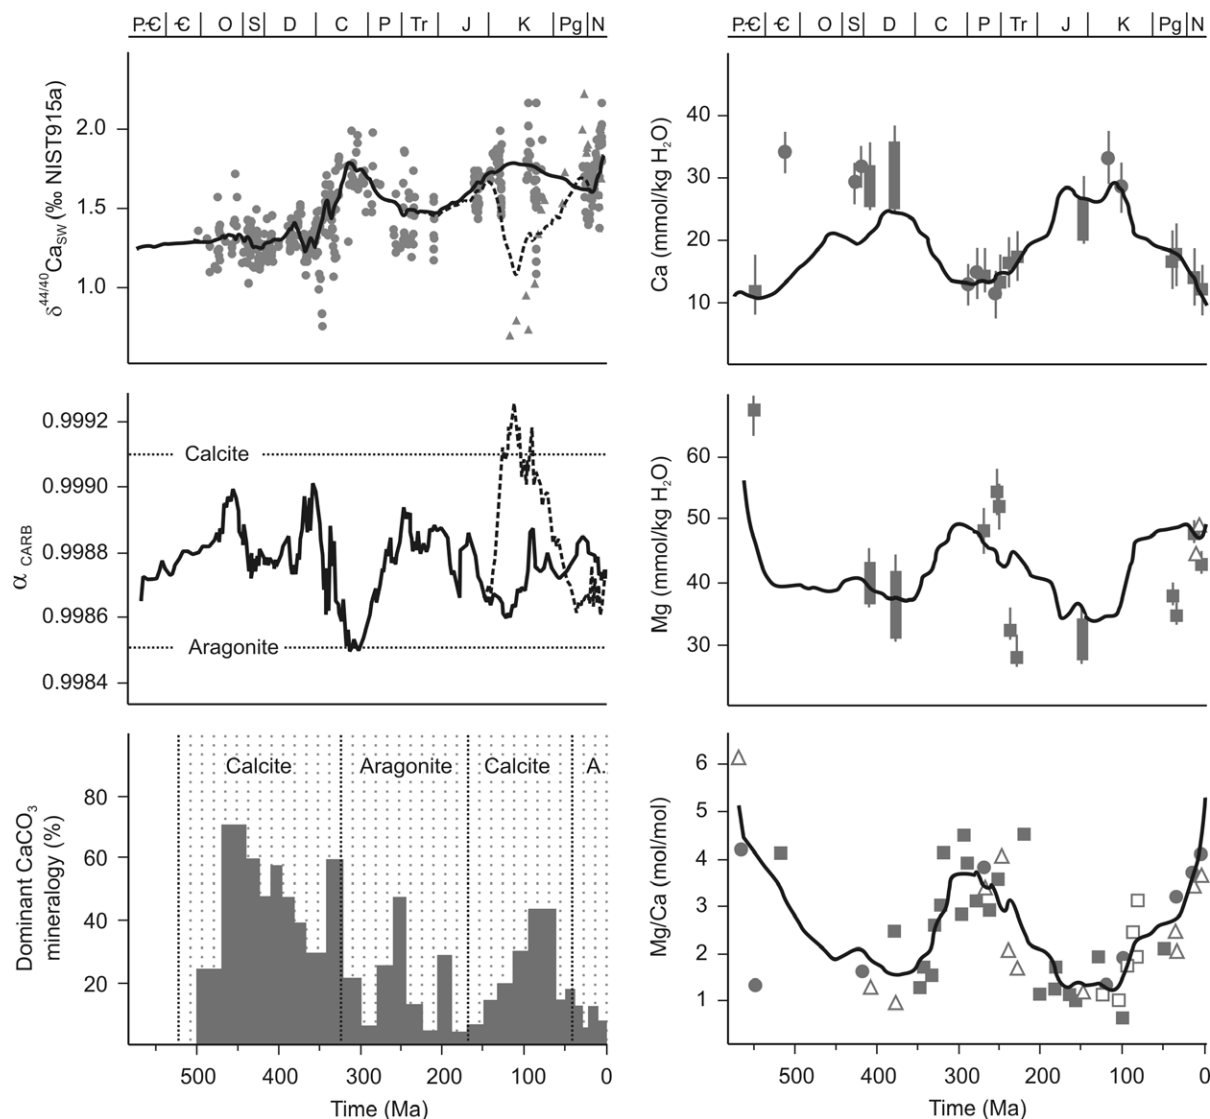 P-Є Є O S D C P Tr J K Pg N
P-Є Є O S D C P Tr J K Pg N
δ44/40CaSW (‰ NIST915a)
2.0
1.5
1.0
Ca (mmol/kg H2O)
40
30
20
10
α CARB
0.9992
0.9990
0.9988
0.9986
0.9984
Calcite
Aragonite
Mg (mmol/kg H2O)
60
50
40
30
Dominant CaCO3
mineralogy (%)
80
60
40
20
Calcite Aragonite Calcite A.
500 400 300 200 100 0
Time (Ma)
Mg/Ca (mol/mol)
6
5
4
3
2
1
500 400 300 200 100 0
Time (Ma)